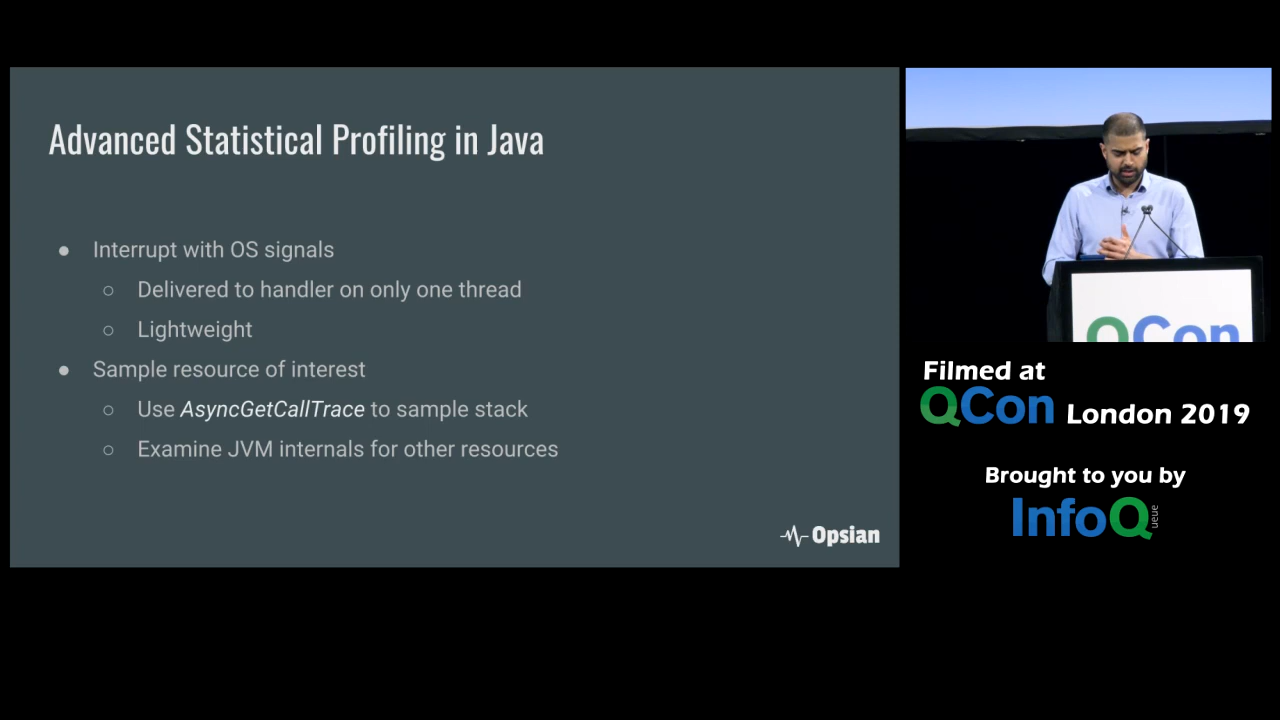 Advanced Statistical Profiling in Java
● Interrupt with OS signals
○ Delivered to handler on only one thread
○ Lightweight
● Sample resource of interest
○ Use AsyncGetCallTrace to sample stack
○ Examine JVM internals for other resources
Opsian
QCon
Filmed at
QCon London 2019
Brought to you by
InfoQueue